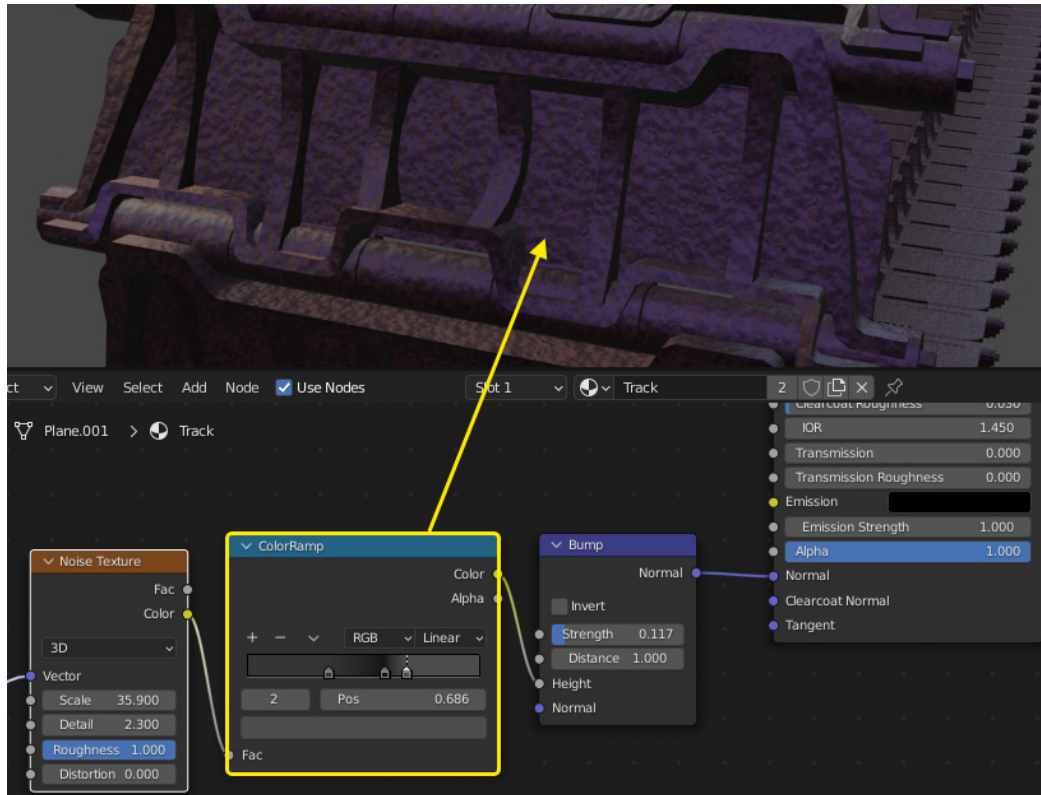 ct View Select Add Node Use Nodes Slot 1 Track 2
Clearcoat Roughness 0.030
Plane.001 > Track
IOR 1.450
Transmission 0.000
Transmission Roughness 0.000
Emission
Emission Strength 1.000
Alpha 1.000
Normal
Clearcoat Normal
Tangent
Noise Texture
Fac
Color
3D
Vector
Scale 35.900
Detail 2.300
Roughness 1.000
Distortion 0.000
ColorRamp
Color
Alpha
+ − RGB Linear
2 Pos 0.686
Fac
Bump
Normal
Invert
Strength 0.117
Distance 1.000
Height
Normal